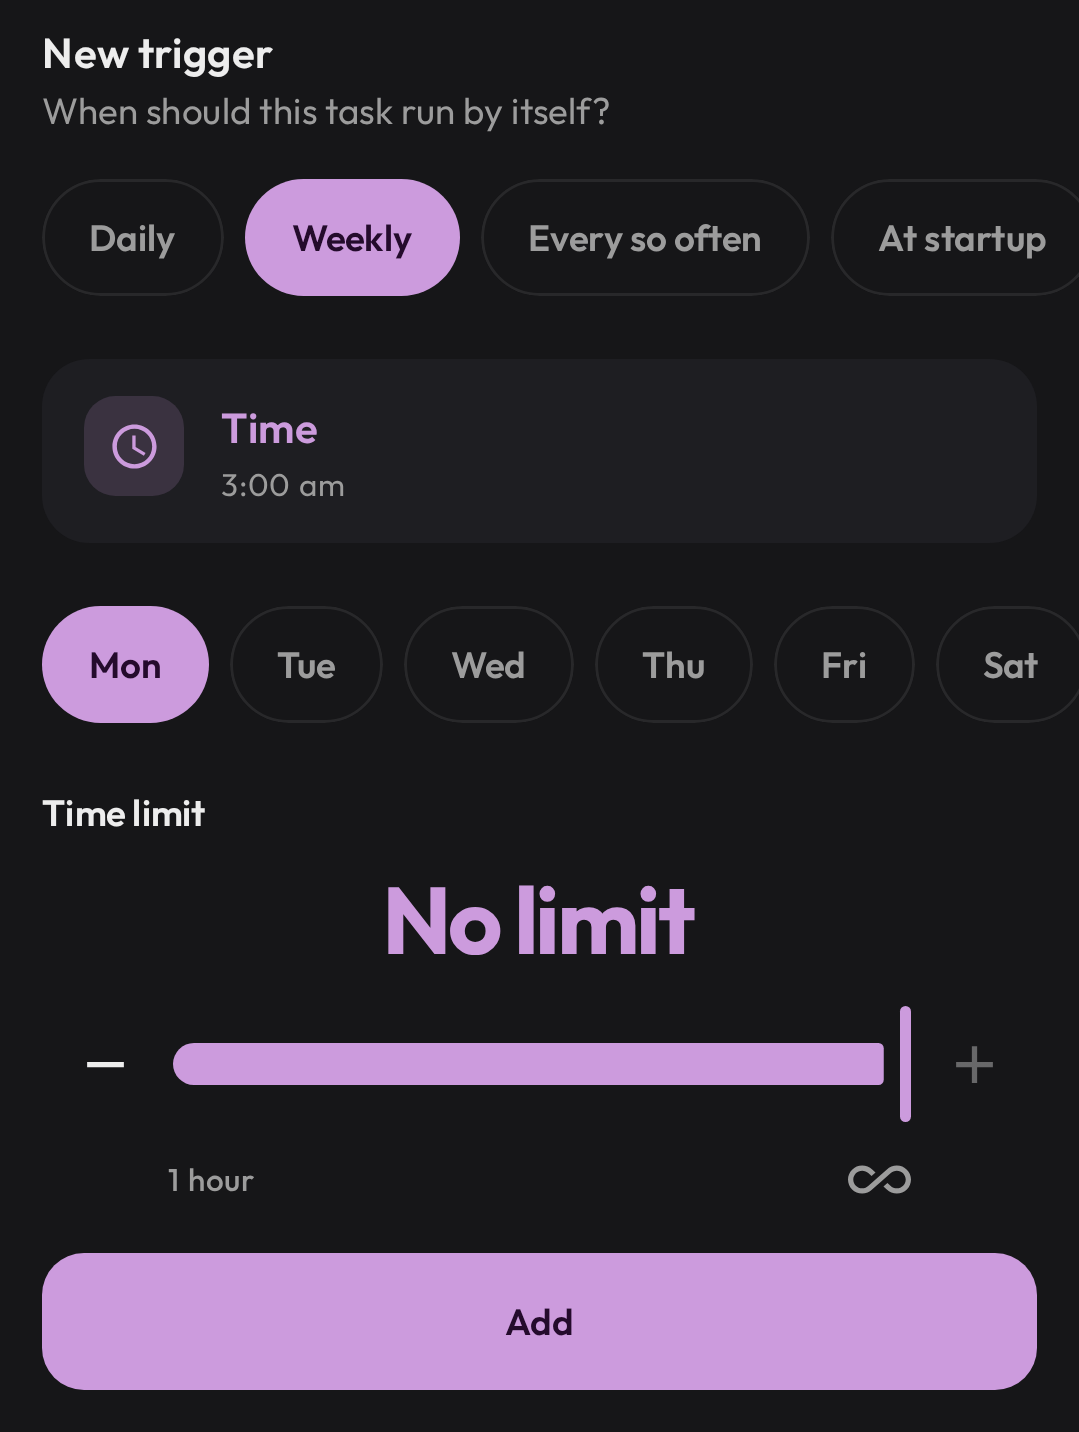 New trigger
When should this task run by itself?
Daily Weekly Every so often At startup
Time
3:00 am
Mon Tue Wed Thu Fri Sat
Time limit
No limit
1 hour
Add